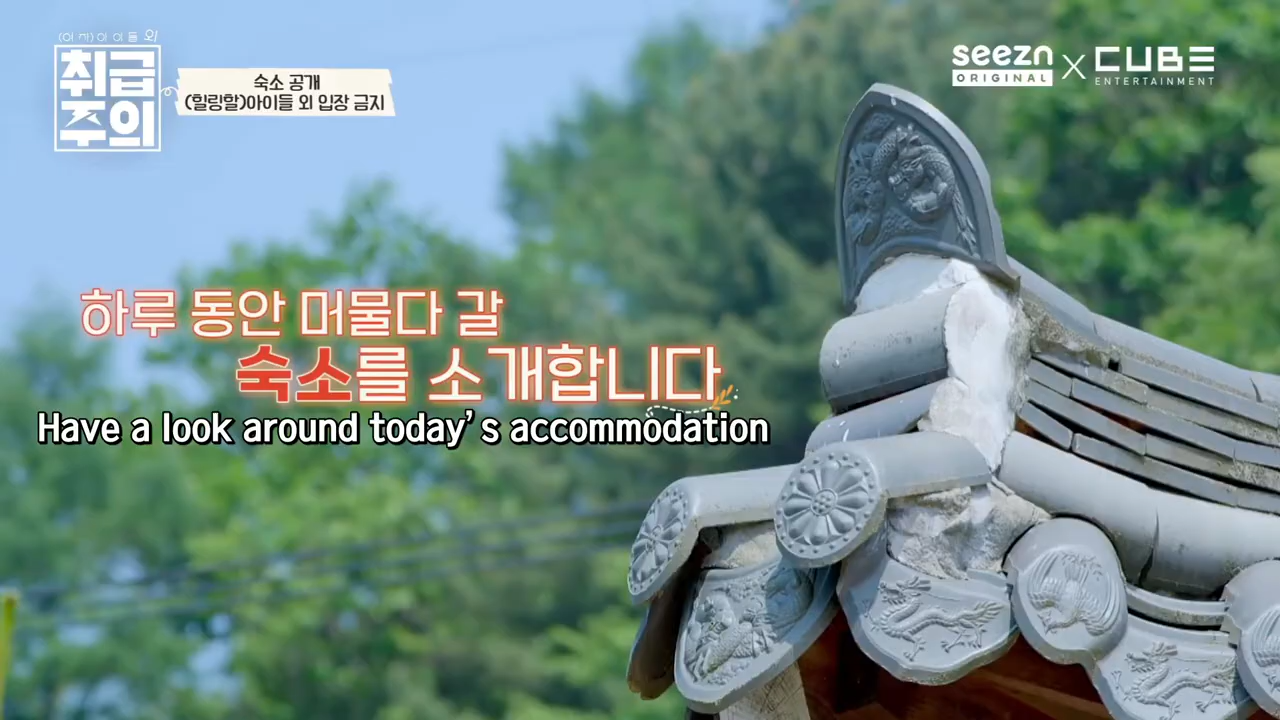 (여자)아이들 외
취급
주의
숙소 공개
(힐링할)아이들 외 입장 금지
seezn
ORIGINAL
X
CUBE
ENTERTAINMENT
하루 동안 머물다 갈
숙소를 소개합니다
Have a look around today's accommodation